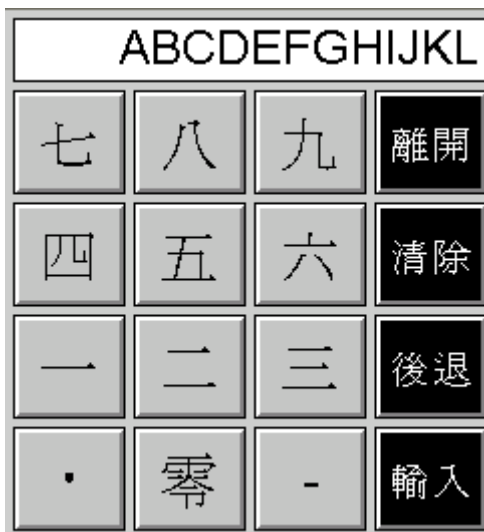 ABCDEFGHIJKL
七 八 九 離開
四 五 六 清除
一 二 三 後退
· 零 - 輸入